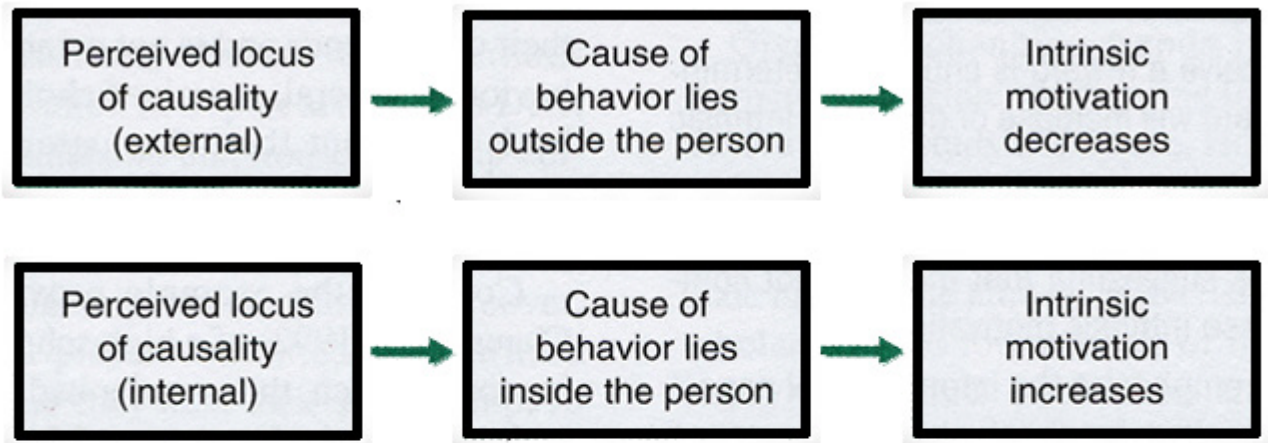 Perceived locus
of causality
(external)
Cause of
behavior lies
outside the person
Intrinsic
motivation
decreases
Perceived locus
of causality
(internal)
Cause of
behavior lies
inside the person
Intrinsic
motivation
increases